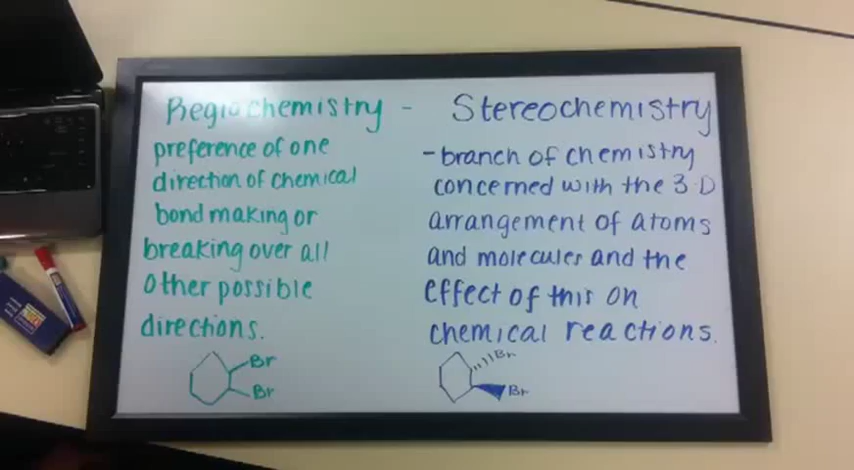 Regiochemistry -
preference of one
direction of chemical
bond making or
breaking over all
other possible
directions.
Br
Br
Stereochemistry
- branch of chemistry
concerned with the 3-D
arrangement of atoms
and molecules and the
effect of this on
chemical reactions.
Br
Br